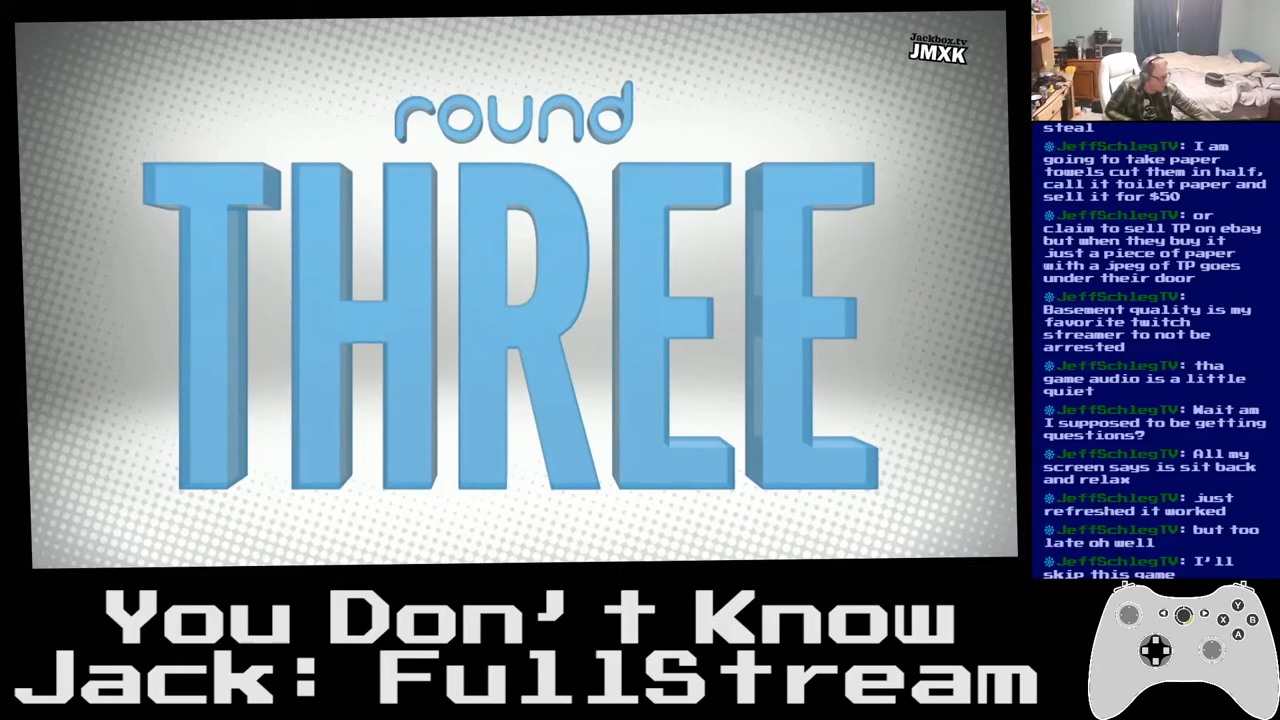 Jackbox.tv
JMXK
round
THREE
steal
JeffSchlegTV: I am
going to take paper
towels cut them in half,
call it toilet paper and
sell it for $50
JeffSchlegTV: or
claim to sell TP on ebay
but when they buy it
just a piece of paper
with a jpeg of TP goes
under their door
JeffSchlegTV:
Basement quality is my
favorite twitch
streamer to not be
arrested
JeffSchlegTV: tha
game audio is a little
quiet
JeffSchlegTV: Wait am
I supposed to be getting
questions?
JeffSchlegTV: All my
screen says is sit back
and relax
JeffSchlegTV: just
refreshed it worked
JeffSchlegTV: but too
late oh well
JeffSchlegTV: I'll
skip this game
Y
X B
A
You Don't Know
Jack: FullStream